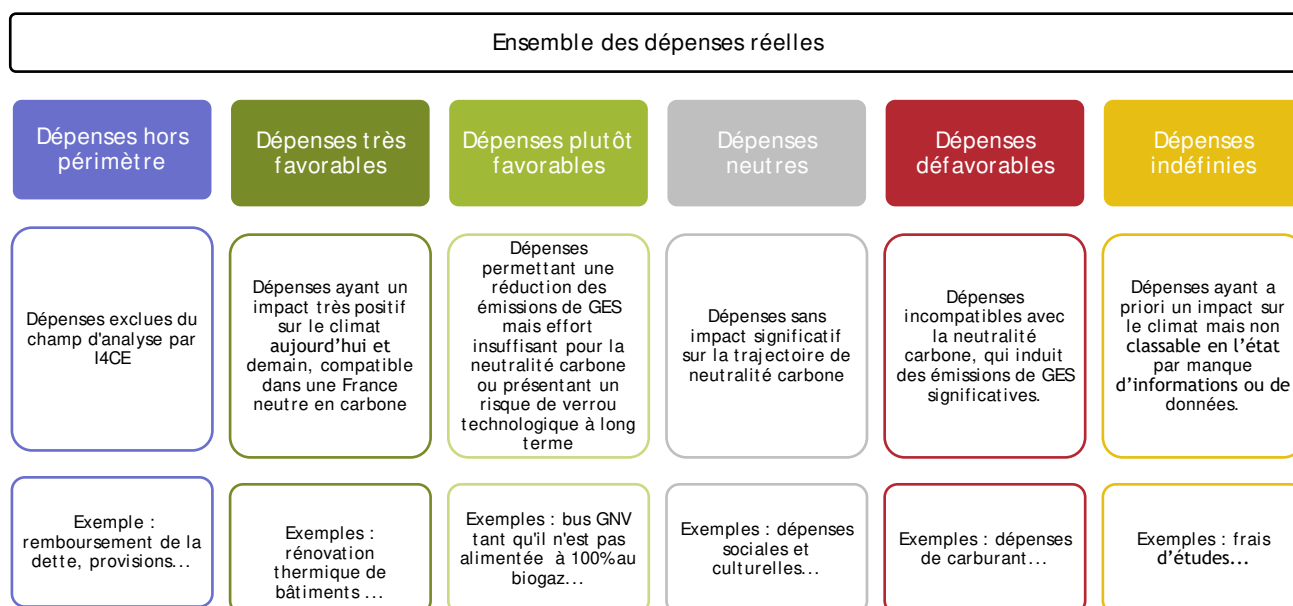 Ensemble des dépenses réelles
Dépenses hors
périmètre
Dépenses très
favorables
Dépenses plutôt
favorables
Dépenses
neutres
Dépenses
défavorables
Dépenses
indéfinies
Dépenses exclues du
champ d'analyse par
I4CE
Dépenses ayant un
impact très positif
sur le climat
aujourd’hui et
demain, compatible
dans une France
neutre en carbone
Dépenses
permettant une
réduction des
émissions de GES
mais effort
insuffisant pour la
neutralité carbone
ou présentant un
risque de verrou
technologique à long
terme
Dépenses sans
impact significatif
sur la trajectoire de
neutralité carbone
Dépenses
incompatibles avec
la neutralité
carbone, qui induit
des émissions de GES
significatives.
Dépenses ayant a
priori un impact sur
le climat mais non
classable en l’état
par manque
d’informations ou de
données.
Exemple :
remboursement de la
dette, provisions...
Exemples :
rénovation
thermique de
bâtiments ...
Exemples : bus GNV
tant qu'il n'est pas
alimentée à 100%au
biogaz...
Exemples : dépenses
sociales et
culturelles...
Exemples : dépenses
de carburant...
Exemples : frais
d’études...